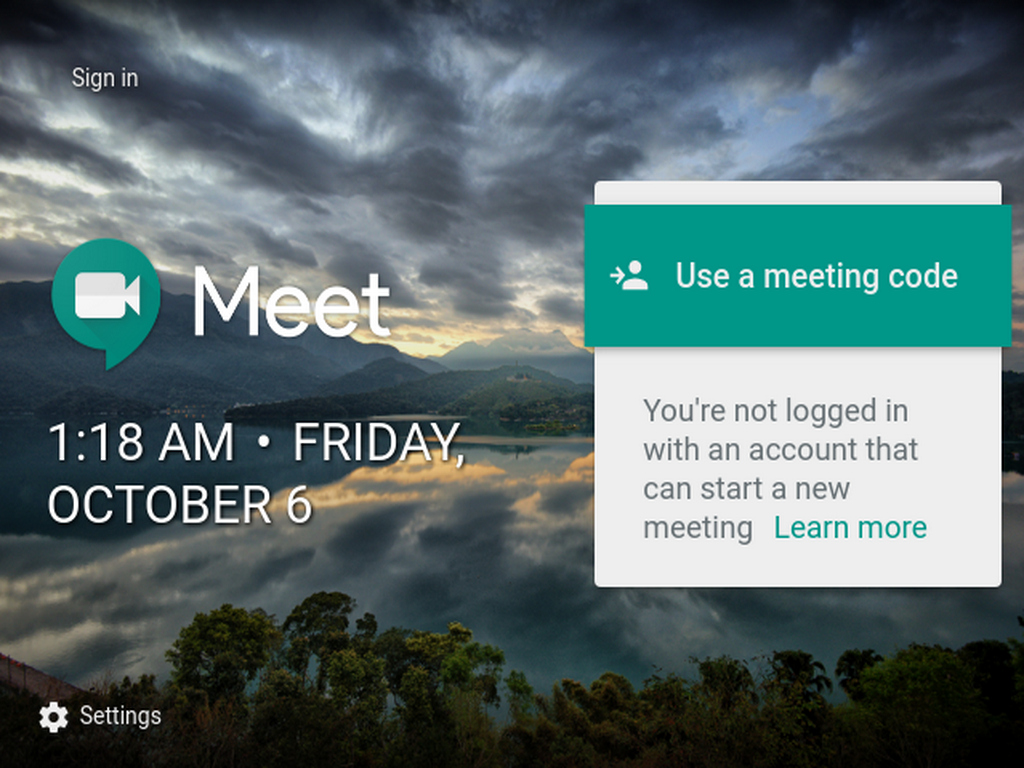 Sign in
Meet
1:18 AM • FRIDAY,
OCTOBER 6
Use a meeting code
You're not logged in
with an account that
can start a new
meeting Learn more
Settings